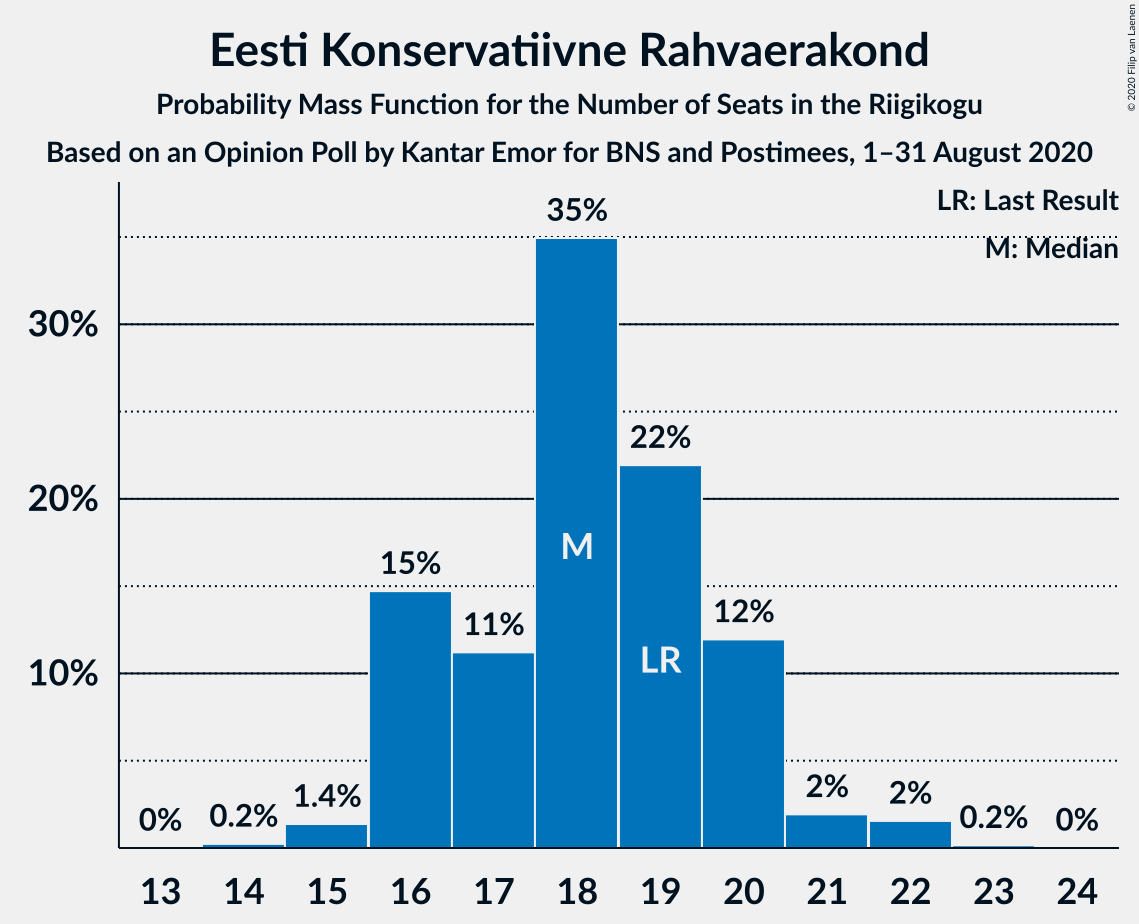 Eesti Konservatiivne Rahvaerakond
Probability Mass Function for the Number of Seats in the Riigikogu
Based on an Opinion Poll by Kantar Emor for BNS and Postimees, 1–31 August 2020
© 2020 Filip van Laenen
LR: Last Result
M: Median
30%
20%
10%
0%
0.2%
1.4%
15%
11%
35%
22%
12%
2%
2%
0.2%
0%
M
LR
13 14 15 16 17 18 19 20 21 22 23 24